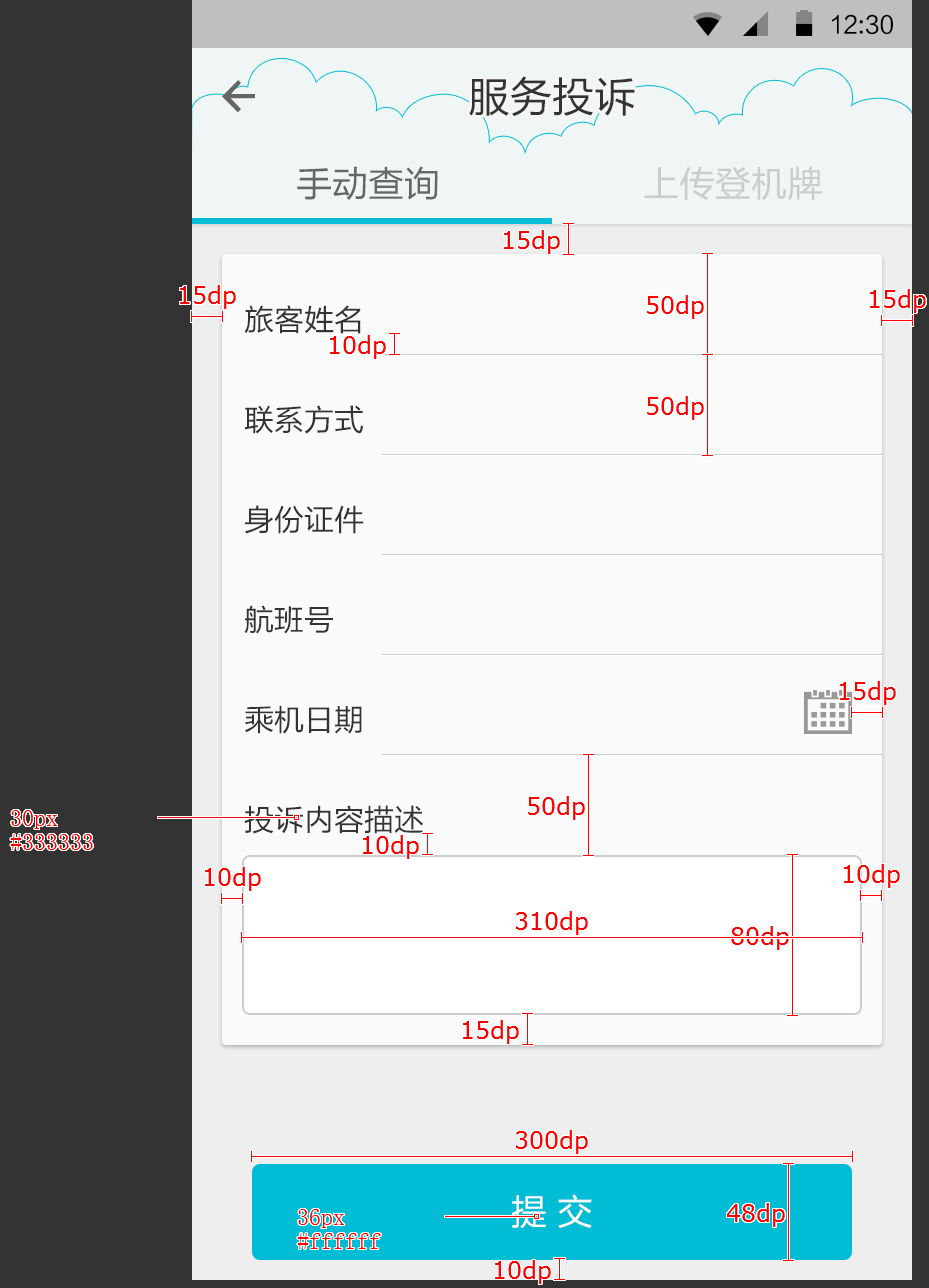 12:30
服务投诉
手动查询
上传登机牌
15dp
15dp
50dp
15dp
旅客姓名
10dp
联系方式
50dp
身份证件
航班号
乘机日期
15dp
投诉内容描述
50dp
30px
#333333
10dp
10dp
10dp
310dp
80dp
15dp
300dp
提 交
48dp
36px
#ffffff
10dp